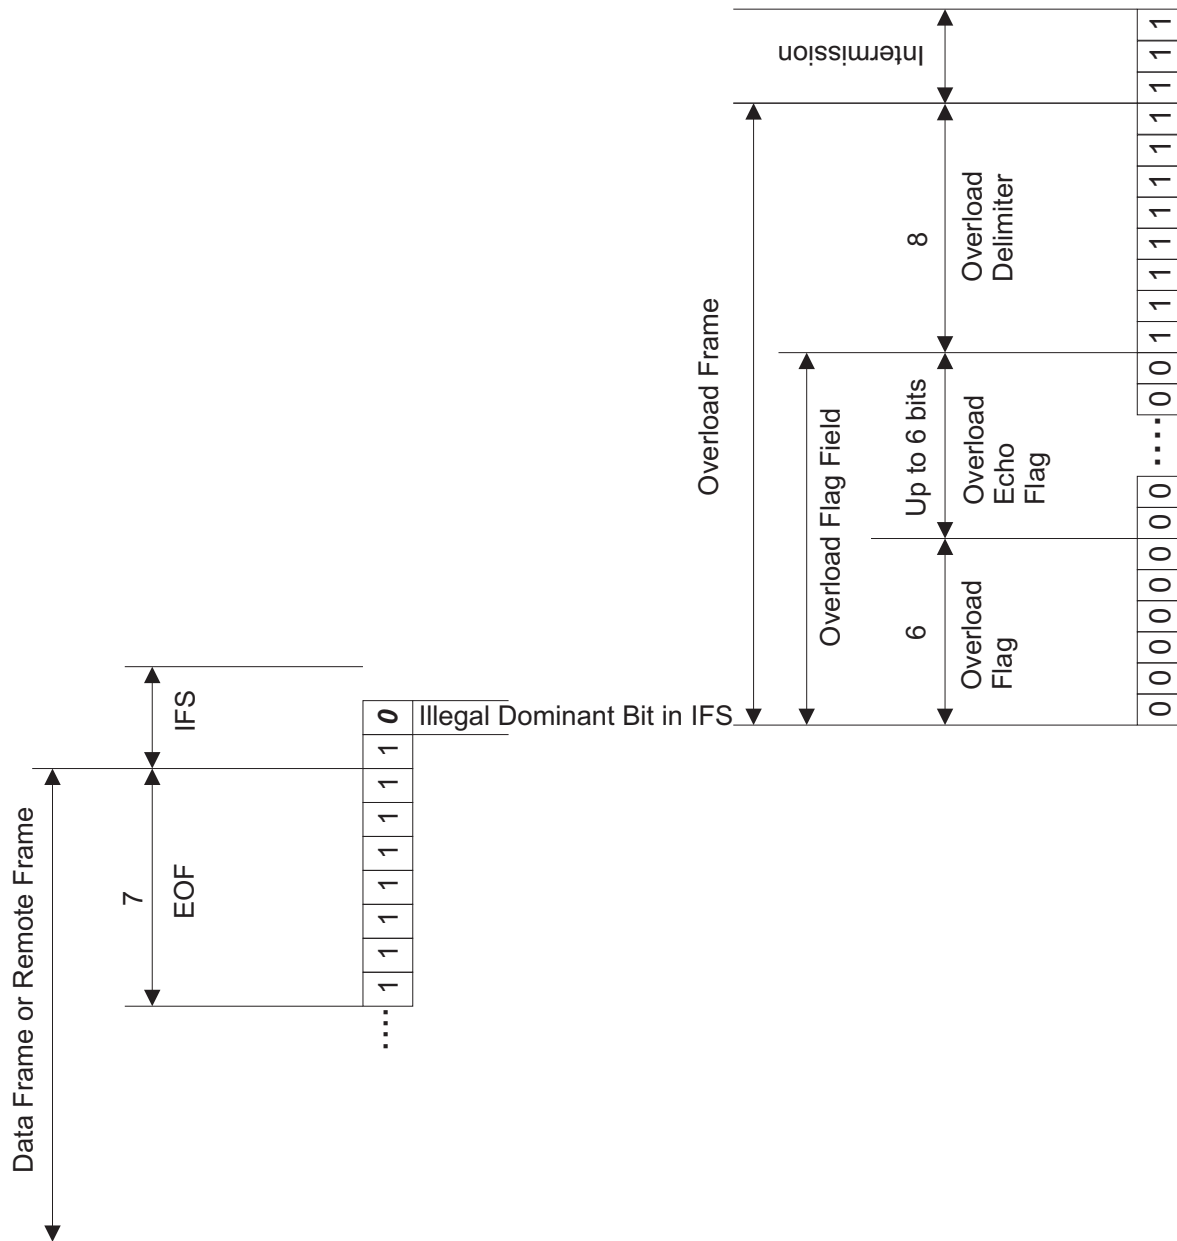 Data Frame or Remote Frame
7
EOF
IFS
.... 1 1 1 1 1 1 1 1 0
Illegal Dominant Bit in IFS
Overload Frame
Overload Flag Field
6
Overload
Flag
Up to 6 bits
Overload
Echo
Flag
8
Overload
Delimiter
Intermission
0 0 0 0 0 0 0 0 .... 0 0 1 1 1 1 1 1 1 1 1 1 1